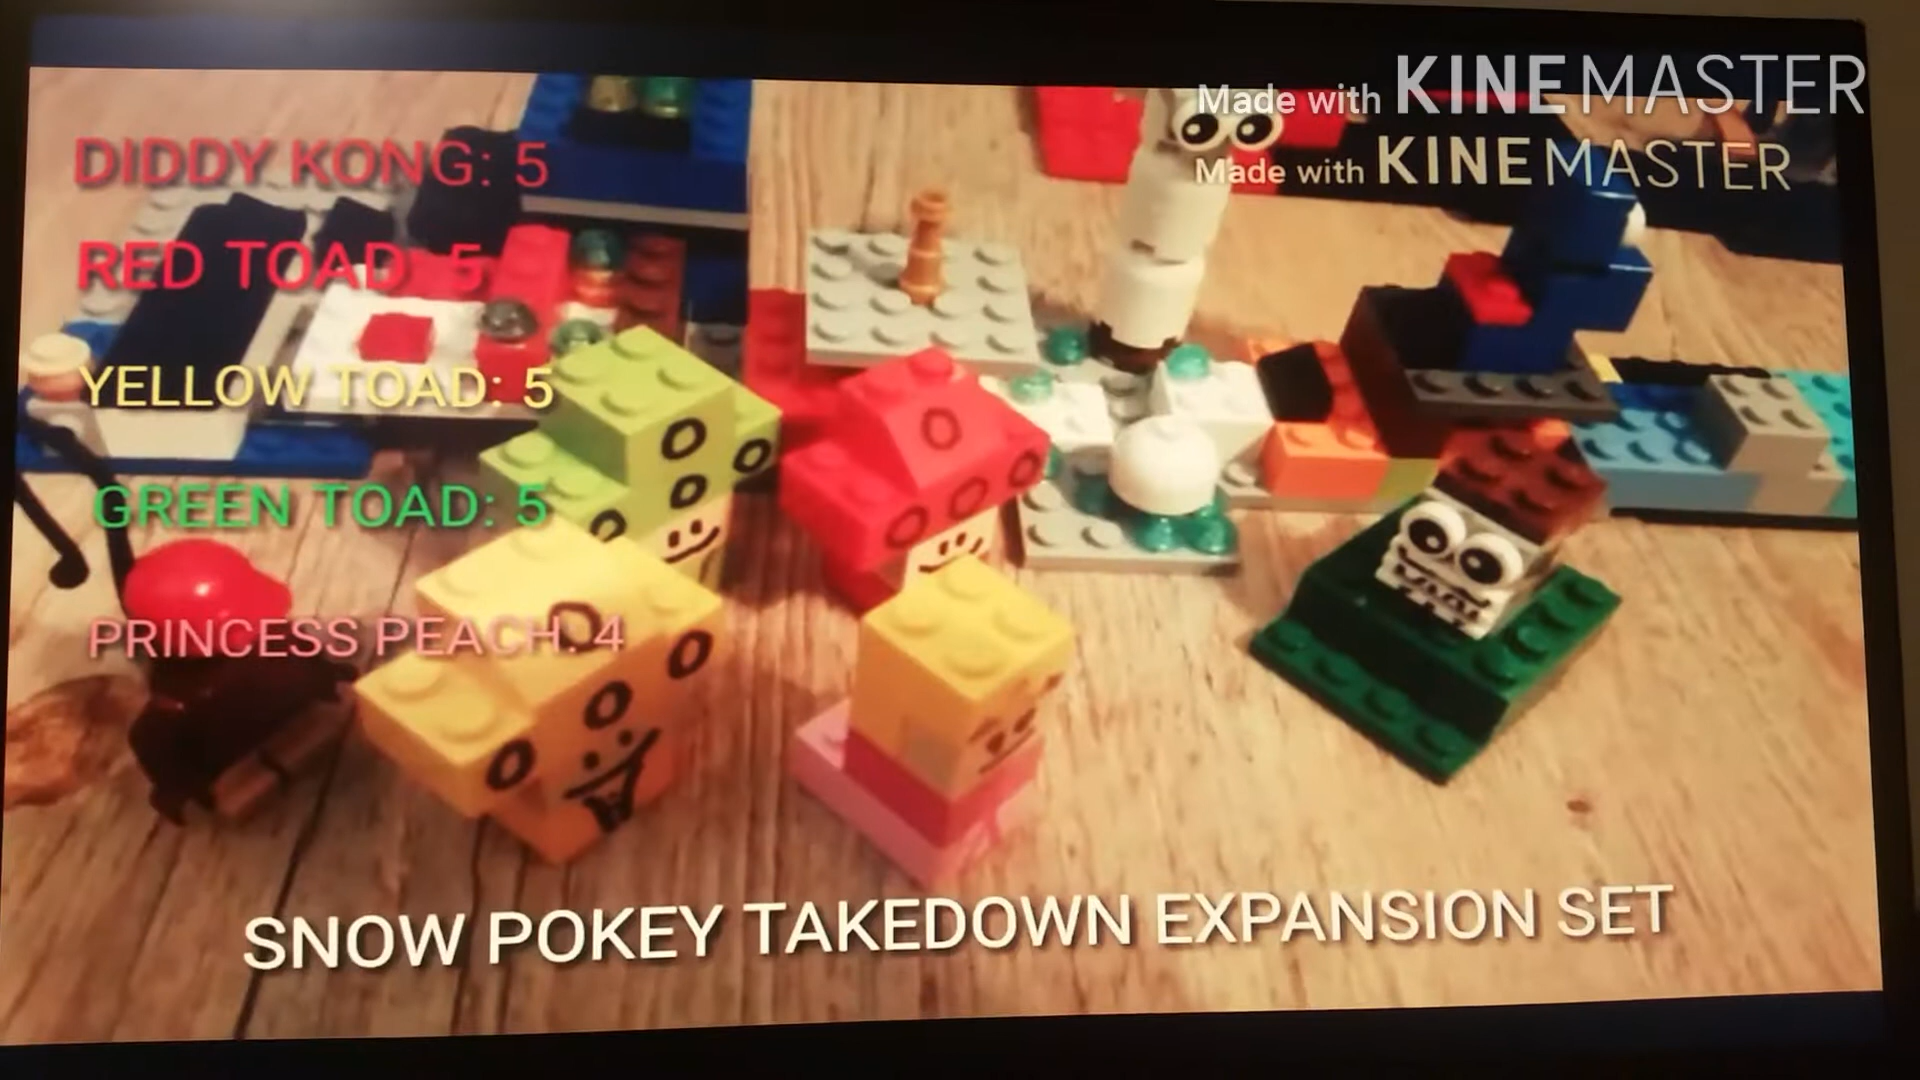 Made with KINEMASTER
Made with KINEMASTER
DIDDY KONG: 5
RED TOAD: 5
YELLOW TOAD: 5
GREEN TOAD: 5
PRINCESS PEACH: 4
SNOW POKEY TAKEDOWN EXPANSION SET